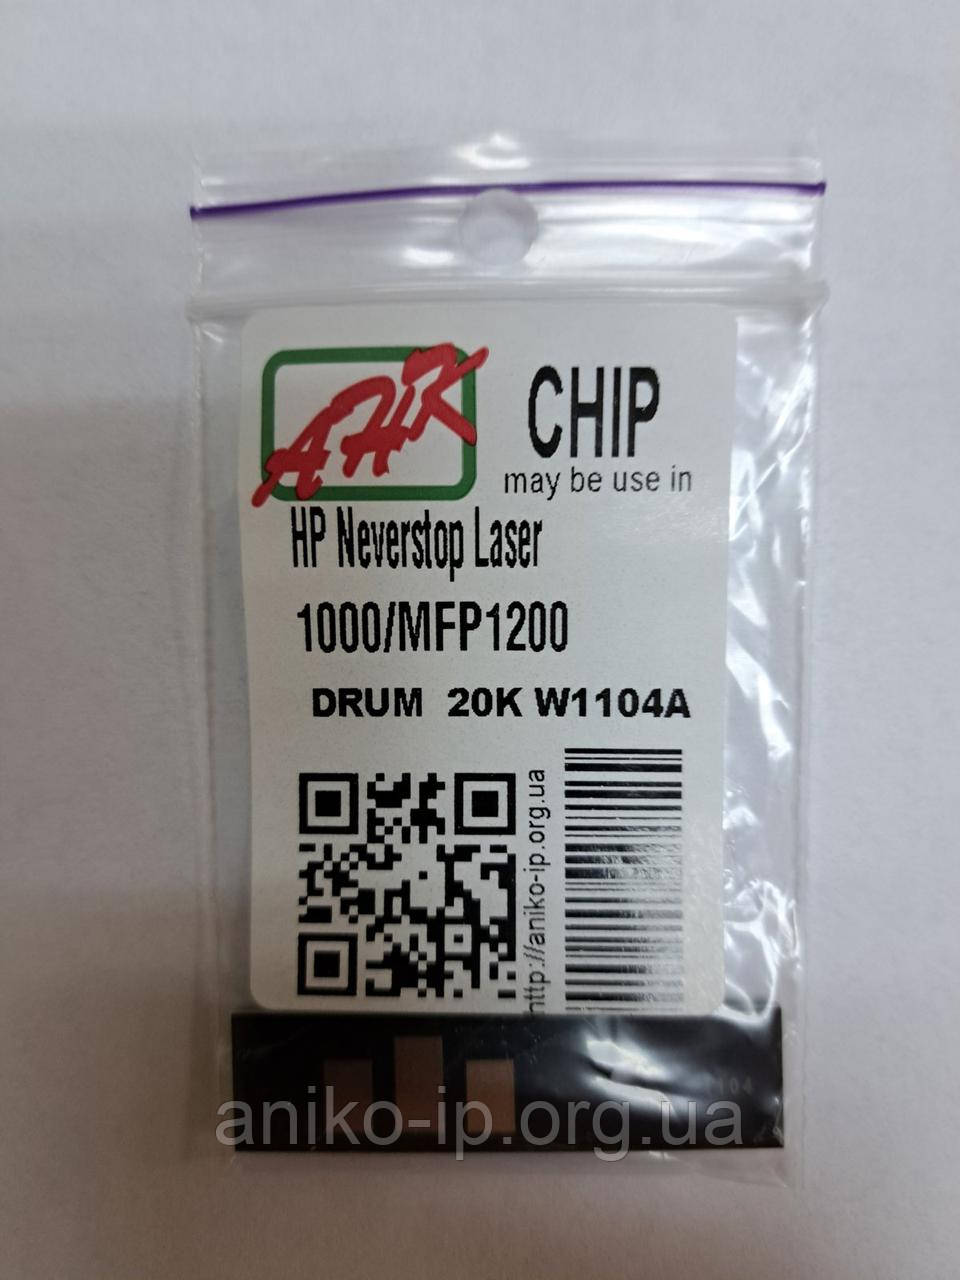 АНК
CHIP
may be use in
HP Neverstop Laser
1000/MFP1200
DRUM 20K W1104A
http://aniko-ip.org.ua
1104
aniko-ip.org.ua